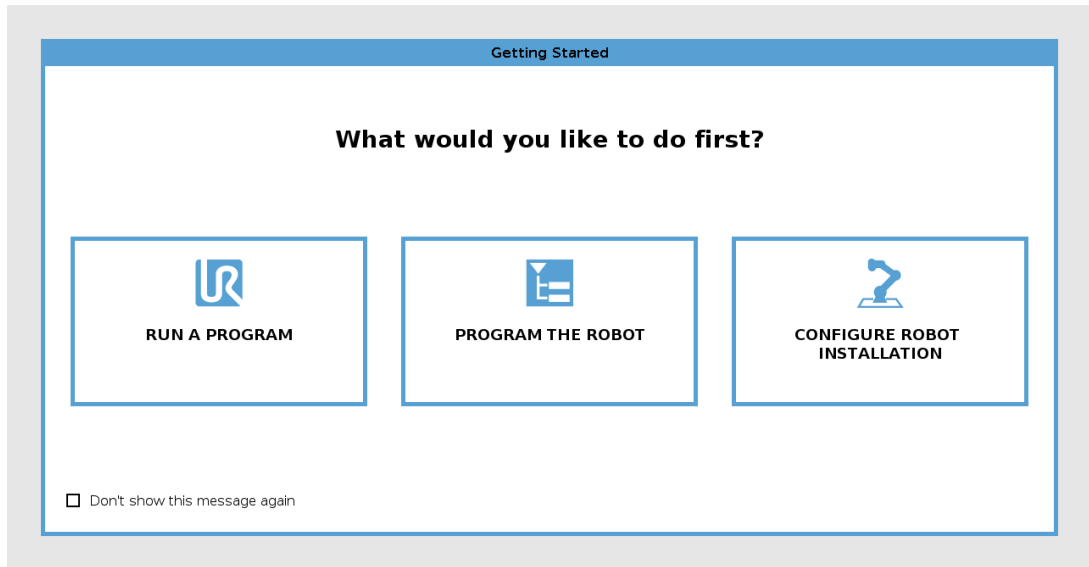 Getting Started
What would you like to do first?
RUN A PROGRAM
PROGRAM THE ROBOT
CONFIGURE ROBOT
INSTALLATION
Don't show this message again